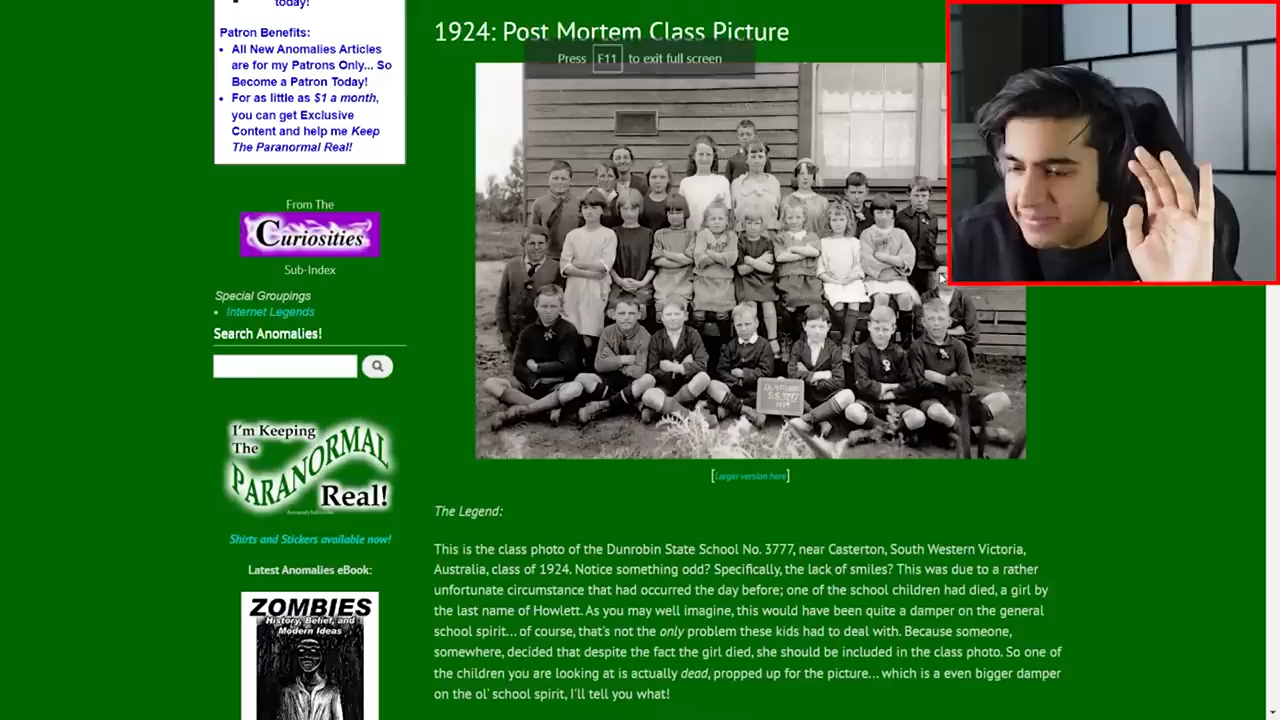 today!
Patron Benefits:
• All New Anomalies Articles
are for my Patrons Only... So
Become a Patron Today!
• For as little as $1 a month,
you can get Exclusive
Content and help me Keep
The Paranormal Real!
From The
Curiosities
Sub-Index
Special Groupings
• Internet Legends
Search Anomalies!
I'm Keeping
The
PARANORMAL
Real!
Shirts and Stickers available now!
Latest Anomalies eBook:
ZOMBIES
History, Belief, and
Modern Ideas
1924: Post Mortem Class Picture
Press F11 to exit full screen
DUNROBIN
S.S. 3777
1924
[Larger version here]
The Legend:
This is the class photo of the Dunrobin State School No. 3777, near Casterton, South Western Victoria,
Australia, class of 1924. Notice something odd? Specifically, the lack of smiles? This was due to a rather
unfortunate circumstance that had occurred the day before; one of the school children had died, a girl by
the last name of Howlett. As you may well imagine, this would have been quite a damper on the general
school spirit... of course, that's not the only problem these kids had to deal with. Because someone,
somewhere, decided that despite the fact the girl died, she should be included in the class photo. So one of
the children you are looking at is actually dead, propped up for the picture... which is a even bigger damper
on the ol' school spirit, I'll tell you what!